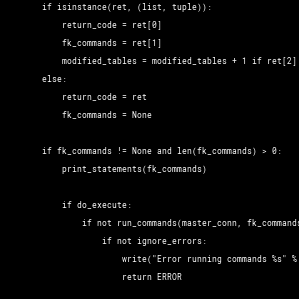 if isinstance(ret, (list, tuple)):
return_code = ret[0]
fk_commands = ret[1]
modified_tables = modified_tables + 1 if ret[2]
else:
return_code = ret
fk_commands = None
if fk_commands != None and len(fk_commands) > 0:
print_statements(fk_commands)
if do_execute:
if not run_commands(master_conn, fk_commands
if not ignore_errors:
write("Error running commands %s" %
return ERROR